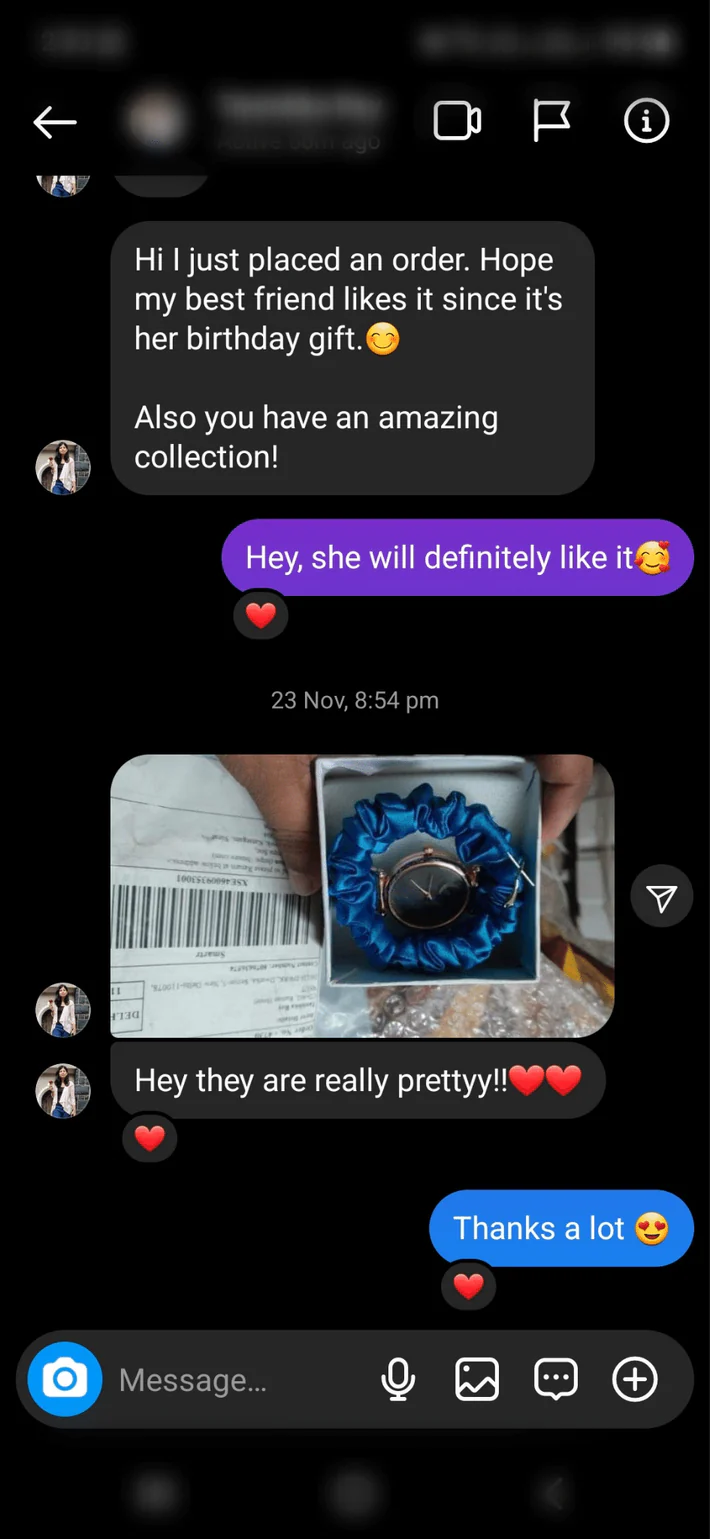 Hi I just placed an order. Hope
my best friend likes it since it's
her birthday gift.😊
Also you have an amazing
collection!
Hey, she will definitely like it🥰
❤️
23 Nov, 8:54 pm
Smartr
Hey they are really prettyy!!❤️❤️
❤️
Thanks a lot 😍
❤️
Message...